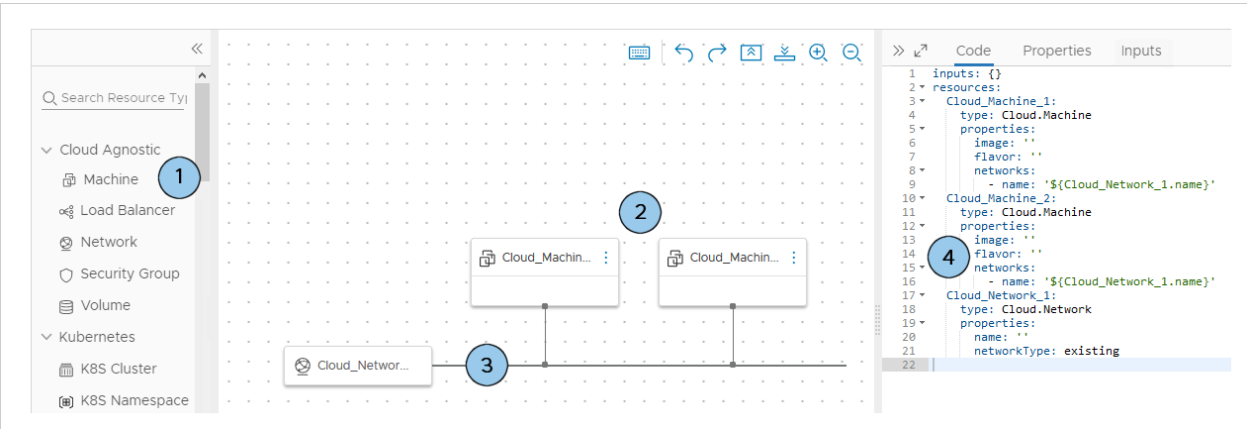 Search Resource Ty
Cloud Agnostic
Machine
1
Load Balancer
Network
Security Group
Volume
Kubernetes
K8S Cluster
K8S Namespace
2
Cloud_Machin...
Cloud_Machin...
Cloud_Networ...
3
Code Properties Inputs
1 inputs: {}
2 resources:
3 Cloud_Machine_1:
4 type: Cloud.Machine
5 properties:
6 image: ''
7 flavor: ''
8 networks:
9 - name: '${Cloud_Network_1.name}'
10 Cloud_Machine_2:
11 type: Cloud.Machine
12 properties:
13 image: ''
14 flavor: ''
15 networks:
16 - name: '${Cloud_Network_1.name}'
17 Cloud_Network_1:
18 type: Cloud.Network
19 properties:
20 name: ''
21 networkType: existing
22
4